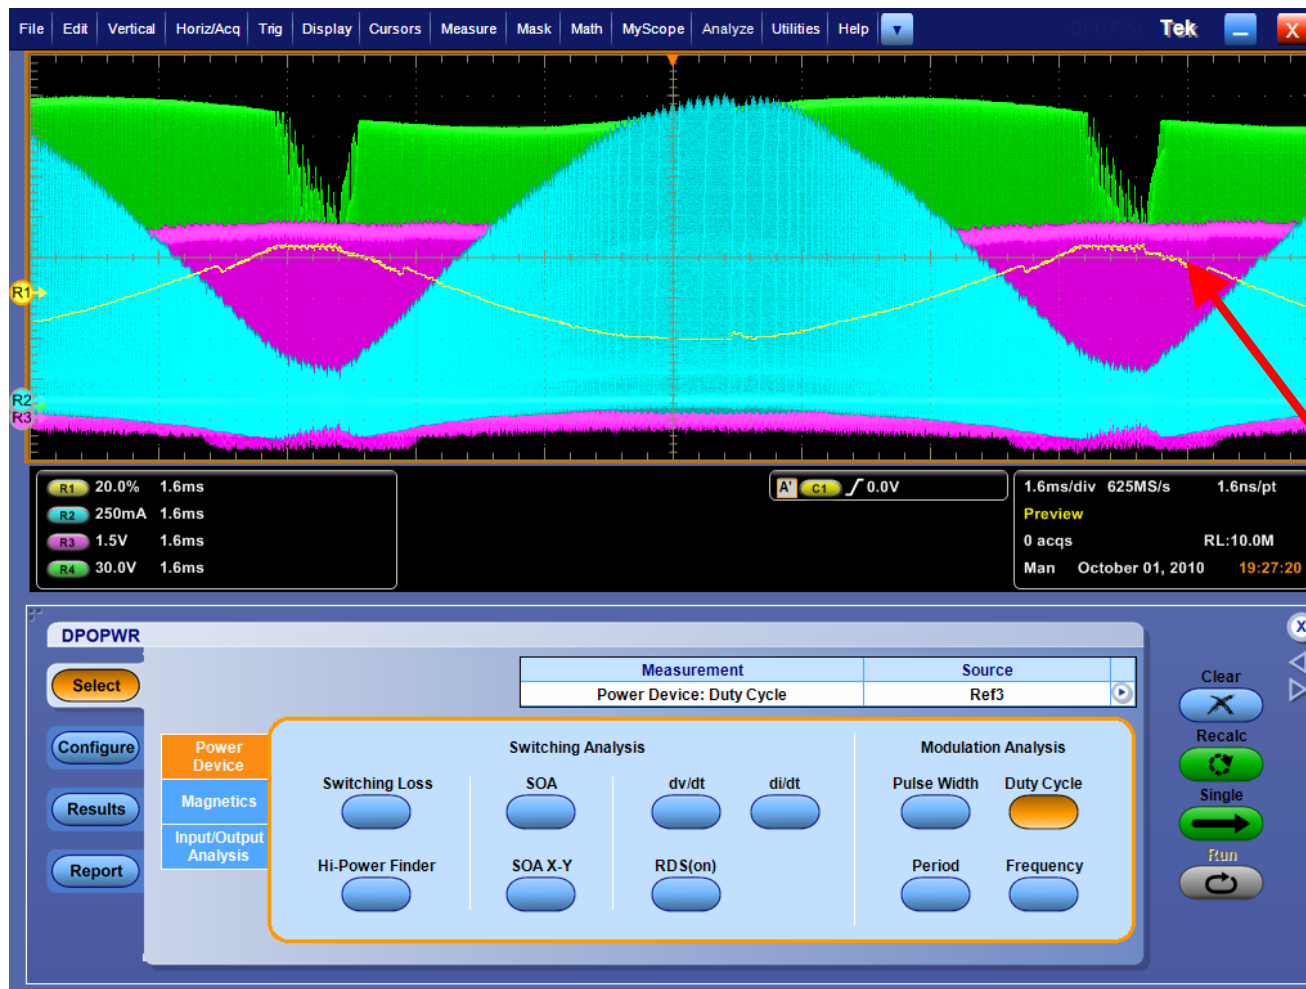 File Edit Vertical Horiz/Acq Trig Display Cursors Measure Mask Math MyScope Analyze Utilities Help Tek X
R1
R2
R3
R1 20.0% 1.6ms
R2 250mA 1.6ms
R3 1.5V 1.6ms
R4 30.0V 1.6ms
A' C1 0.0V
1.6ms/div 625MS/s 1.6ns/pt
Preview
0 acqs RL:10.0M
Man October 01, 2010 19:27:20
DPOPWR
X
Select
Configure
Results
Report
Measurement Source
Power Device: Duty Cycle Ref3
Power
Device
Magnetics
Input/Output
Analysis
Switching Analysis
Switching Loss SOA dv/dt di/dt
Hi-Power Finder SOA X-Y RDS(on)
Modulation Analysis
Pulse Width Duty Cycle
Period Frequency
Clear
Recalc
Single
Run